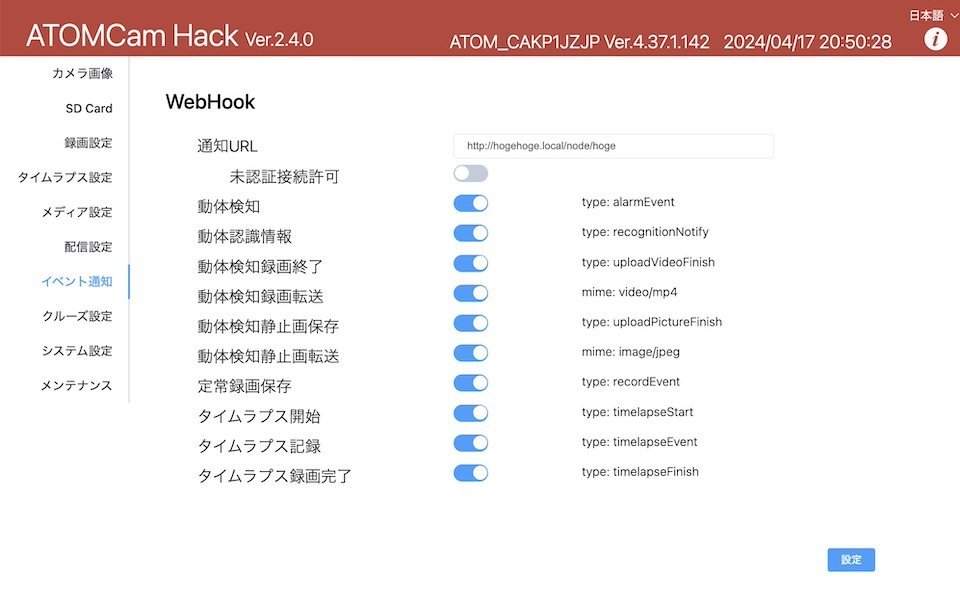 日本語
ATOMCam Hack Ver.2.4.0
ATOM_CAKP1JZJP Ver.4.37.1.142 2024/04/17 20:50:28
i
カメラ画像
SD Card
録画設定
タイムラプス設定
メディア設定
配信設定
イベント通知
クルーズ設定
システム設定
メンテナンス
WebHook
通知URL http://hogehoge.local/node/hoge
未認証接続許可
動体検知 type: alarmEvent
動体認識情報 type: recognitionNotify
動体検知録画終了 type: uploadVideoFinish
動体検知録画転送 mime: video/mp4
動体検知静止画保存 type: uploadPictureFinish
動体検知静止画転送 mime: image/jpeg
定常録画保存 type: recordEvent
タイムラプス開始 type: timelapseStart
タイムラプス記録 type: timelapseEvent
タイムラプス録画完了 type: timelapseFinish
設定